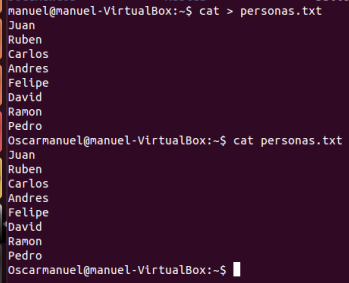 manuel@manuel-VirtualBox:~$ cat > personas.txt
Juan
Ruben
Carlos
Andres
Felipe
David
Ramon
Pedro
Oscarmanuel@manuel-VirtualBox:~$ cat personas.txt
Juan
Ruben
Carlos
Andres
Felipe
David
Ramon
Pedro
Oscarmanuel@manuel-VirtualBox:~$